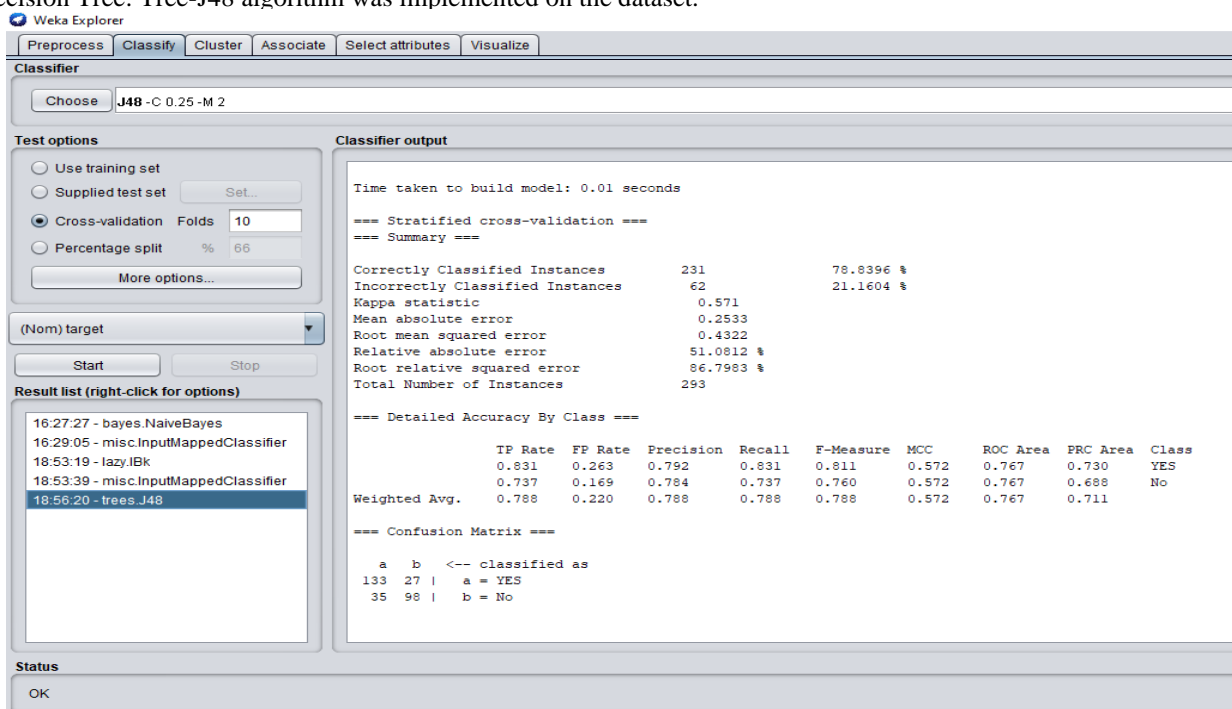 ecision Tree: Tree-J48 algorithm was implemented on the dataset.
Weka Explorer
Preprocess Classify Cluster Associate Select attributes Visualize
Classifier
Choose J48 -C 0.25 -M 2
Test options
Use training set
Supplied test set Set...
Cross-validation Folds 10
Percentage split % 66
More options...
(Nom) target
Start Stop
Result list (right-click for options)
16:27:27 - bayes.NaiveBayes
16:29:05 - misc.InputMappedClassifier
18:53:19 - lazy.IBk
18:53:39 - misc.InputMappedClassifier
18:56:20 - trees.J48
Classifier output
Time taken to build model: 0.01 seconds
=== Stratified cross-validation ===
=== Summary ===
Correctly Classified Instances 231 78.8396 %
Incorrectly Classified Instances 62 21.1604 %
Kappa statistic 0.571
Mean absolute error 0.2533
Root mean squared error 0.4322
Relative absolute error 51.0812 %
Root relative squared error 86.7983 %
Total Number of Instances 293
=== Detailed Accuracy By Class ===
TP Rate FP Rate Precision Recall F-Measure MCC ROC Area PRC Area Class
0.831 0.263 0.792 0.831 0.811 0.572 0.767 0.730 YES
0.737 0.169 0.784 0.737 0.760 0.572 0.767 0.688 No
Weighted Avg. 0.788 0.220 0.788 0.788 0.788 0.572 0.767 0.711
=== Confusion Matrix ===
a b <-- classified as
133 27 | a = YES
35 98 | b = No
Status
OK